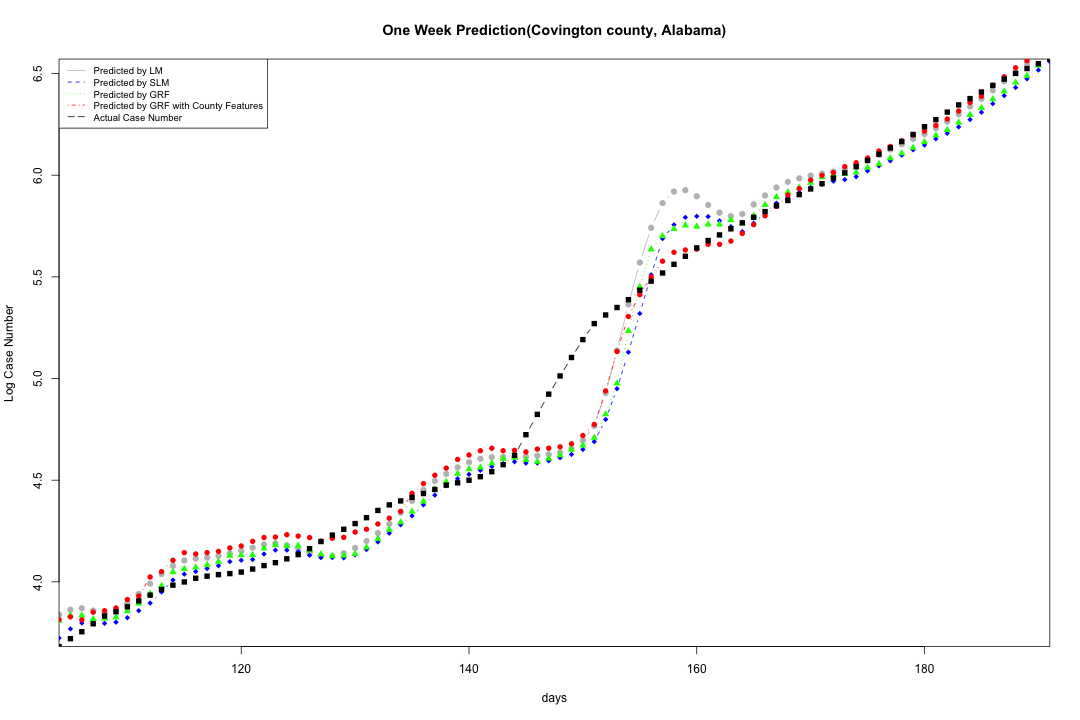 One Week Prediction(Covington county, Alabama)
Predicted by LM
Predicted by SLM
Predicted by GRF
Predicted by GRF with County Features
Actual Case Number
6.5
6.0
5.5
5.0
4.5
4.0
Log Case Number
120 140 160 180
days